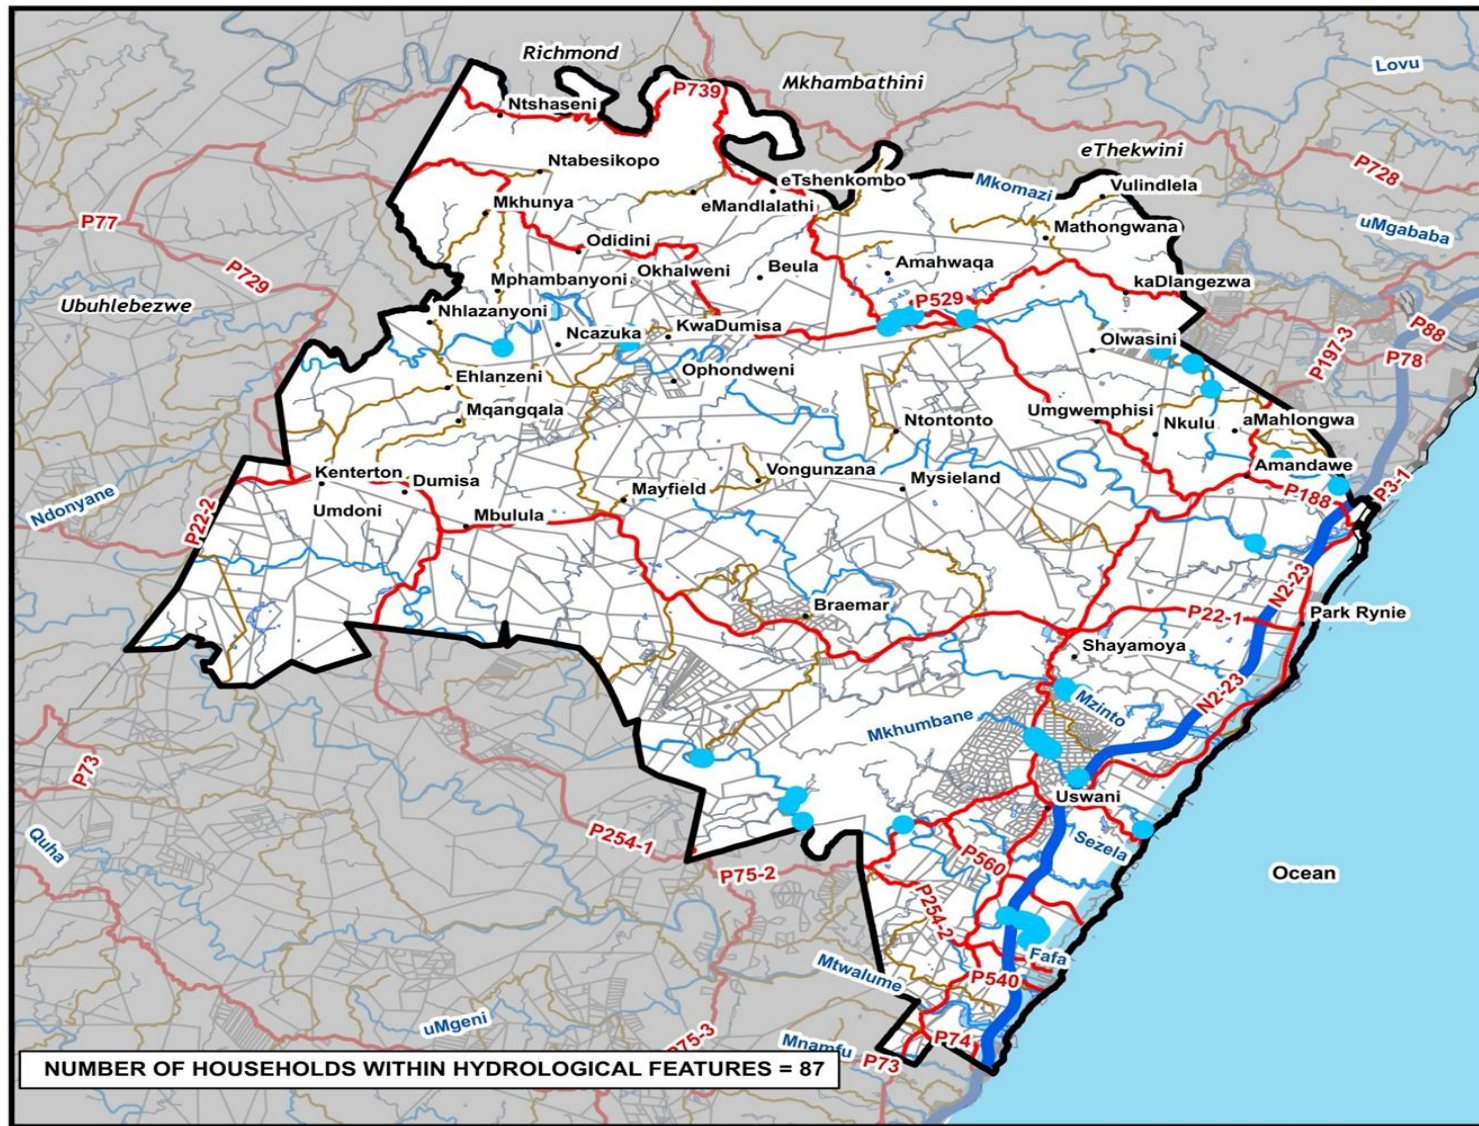 Richmond
Lovu
Mkhambathini
P739
Ntshaseni
eThekwini
Ntabesikopo
P728
eTshenkombo
Mkomazi
Vulindlela
Mkhunya
eMandlalathi
P77
uMgababa
Mathongwana
Odidini
P729
Okhalweni
Beula
Amahwaqa
Mphambanyoni
kaDlangezwa
Ubuhlebezwe
P529
Nhlazanyoni
P88
KwaDumisa
Ncazuka
Olwasini
P197-3
P78
Ophondweni
Ehlanzeni
Mqangqala
Umgwemphisi
Ntontonto
Nkulu
aMahlongwa
Kenterton
Vongunzana
Amandawe
Dumisa
Mysieland
Mayfield
P188
P3-1
Ndonyane
P22-2
Umdoni
Mbulula
N2-23
Braemar
P22-1
Park Rynie
Shayamoya
N2-23
Mzinto
Mkhumbane
P73
Uswani
P254-1
Quha
Sezela
P560
P75-2
Ocean
P254-2
Fafa
Mtwalume
P540
uMgeni
P75-3
Mnamfu
P74
P73
NUMBER OF HOUSEHOLDS WITHIN HYDROLOGICAL FEATURES = 87